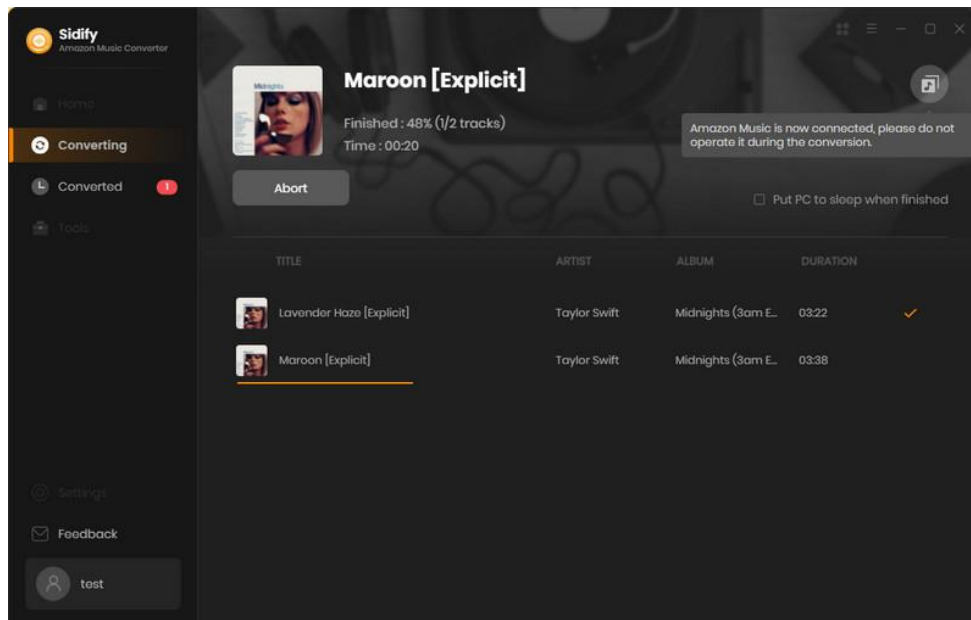 Sidify
Amazon Music Converter
Home
Converting
Converted
1
Tools
Settings
Feedback
test
Midnights
Maroon [Explicit]
Finished : 48% (1/2 tracks)
Time : 00:20
Abort
Amazon Music is now connected, please do not
operate it during the conversion.
Put PC to sleep when finished
TITLE ARTIST ALBUM DURATION
Lavender Haze [Explicit] Taylor Swift Midnights (3am E... 03:22
Maroon [Explicit] Taylor Swift Midnights (3am E... 03:38